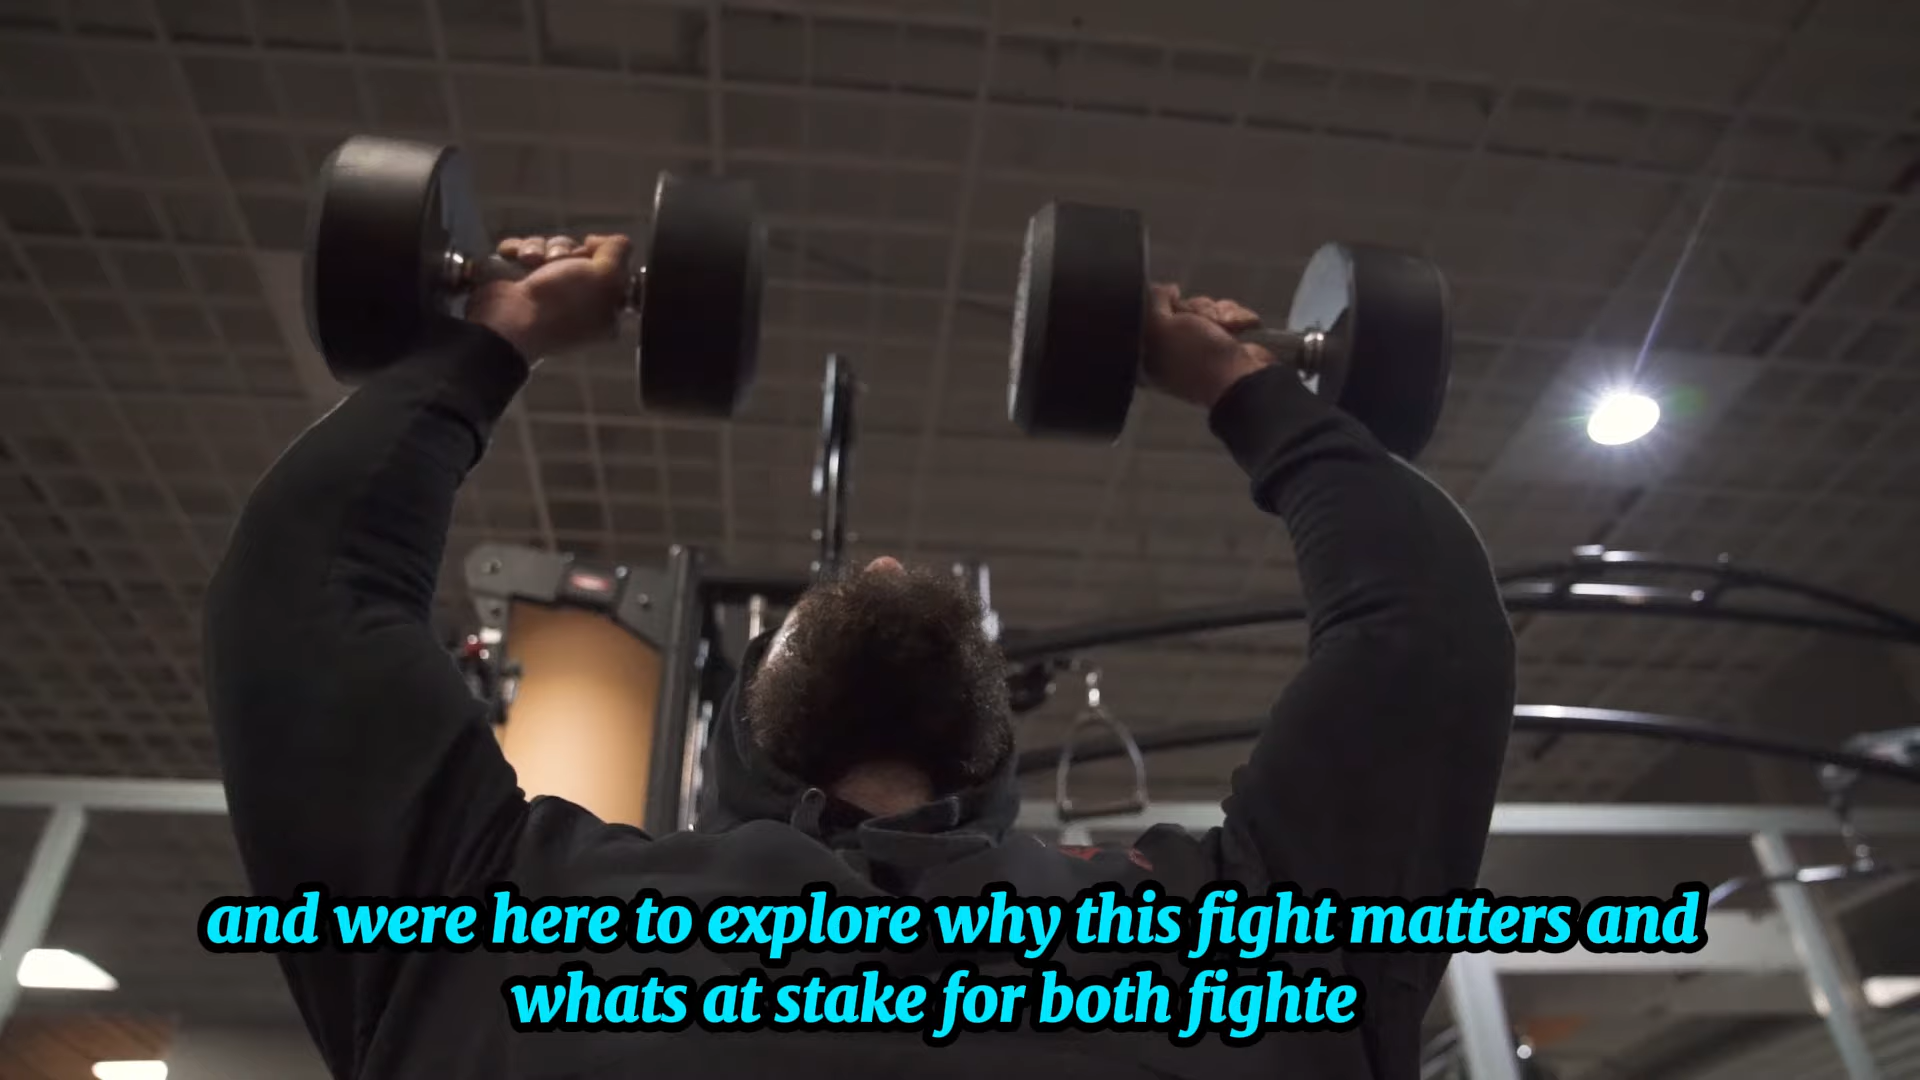 and were here to explore why this fight matters and
whats at stake for both fighte